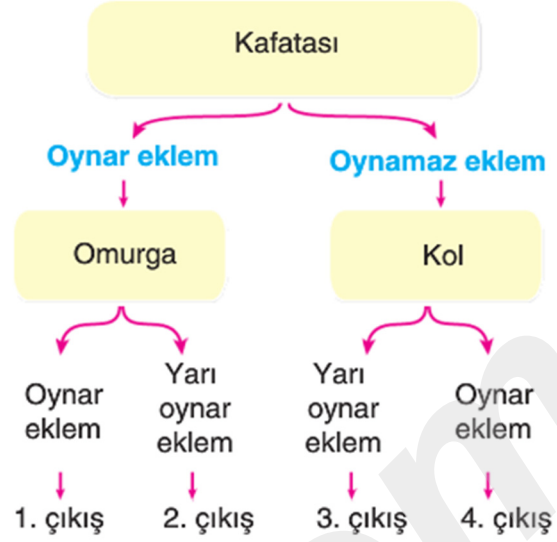 Kafatası
Oynar eklem
Oynamaz eklem
Omurga
Kol
Oynar
eklem
Yarı
oynar
eklem
Yarı
oynar
eklem
Oynar
eklem
1. çıkış
2. çıkış
3. çıkış
4. çıkış